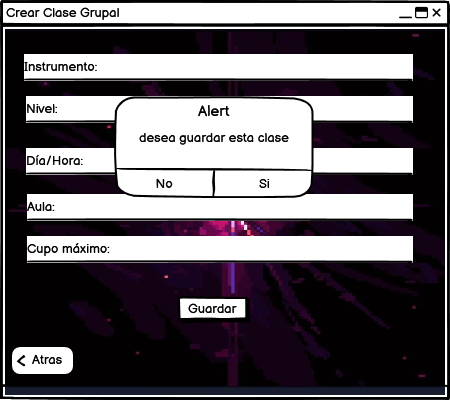 Crear Clase Grupal
Instrumento:
Nivel:
Alert
desea guardar esta clase
Día/Hora:
No
Si
Aula:
Cupo máximo:
Guardar
Atras